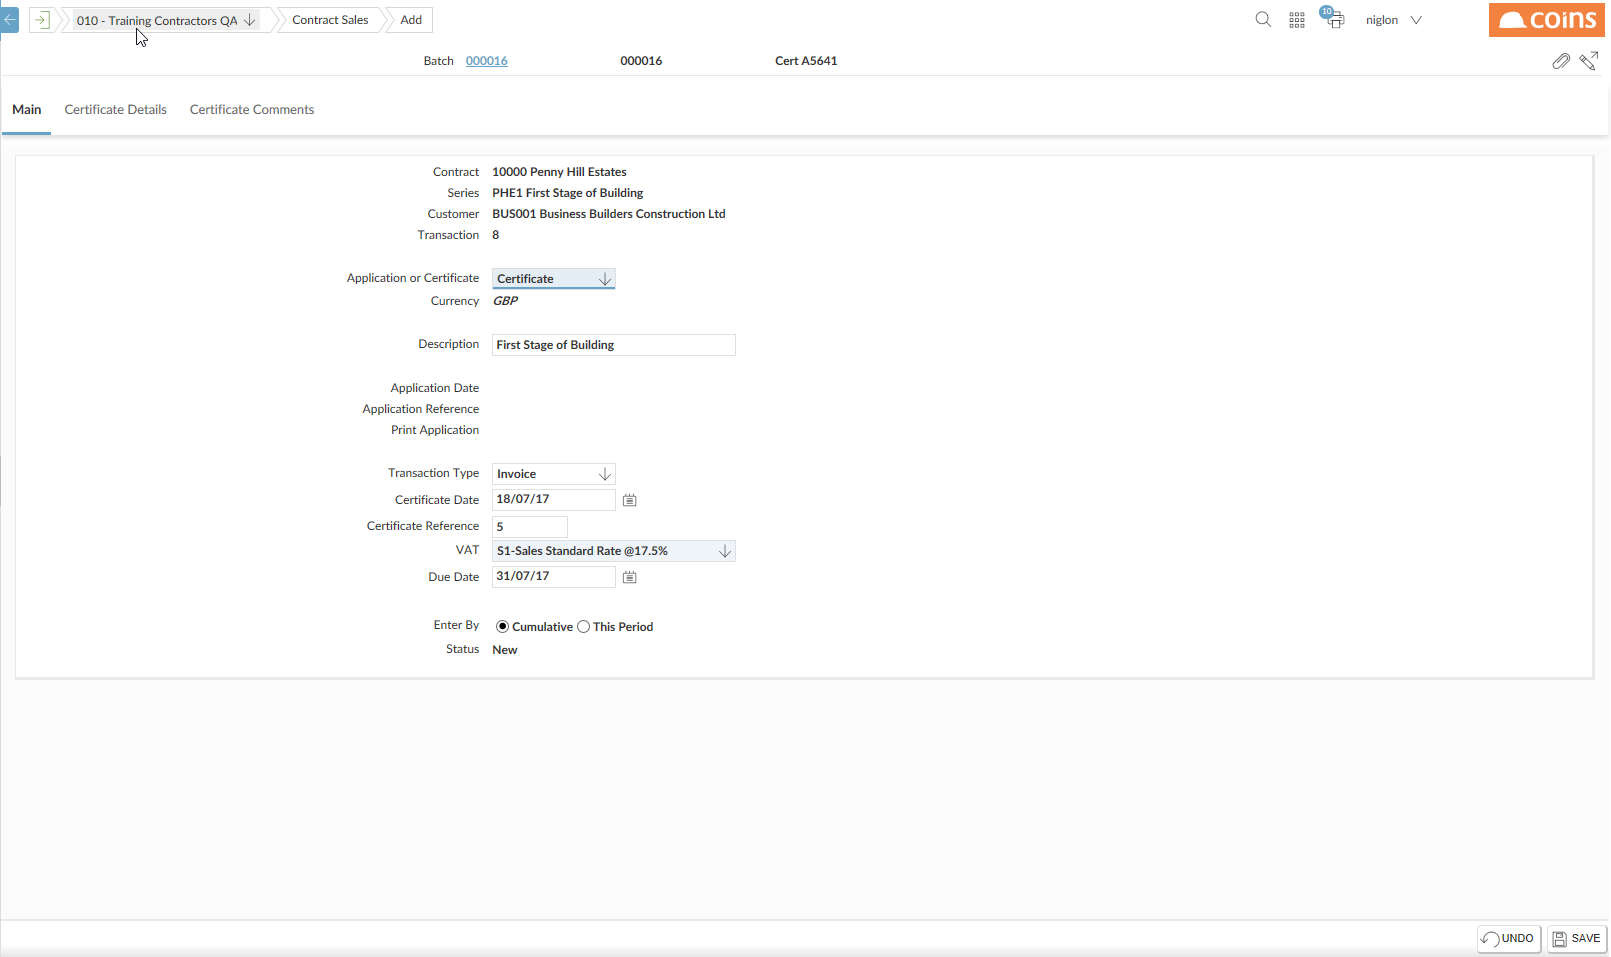 010 - Training Contractors QA Contract Sales Add 10 niglon coins
Batch 000016 000016 Cert A5641
Main Certificate Details Certificate Comments
Contract 10000 Penny Hill Estates
Series PHE1 First Stage of Building
Customer BUS001 Business Builders Construction Ltd
Transaction 8
Application or Certificate Certificate
Currency GBP
Description First Stage of Building
Application Date
Application Reference
Print Application
Transaction Type Invoice
Certificate Date 18/07/17
Certificate Reference 5
VAT S1-Sales Standard Rate @17.5%
Due Date 31/07/17
Enter By Cumulative This Period
Status New
UNDO SAVE